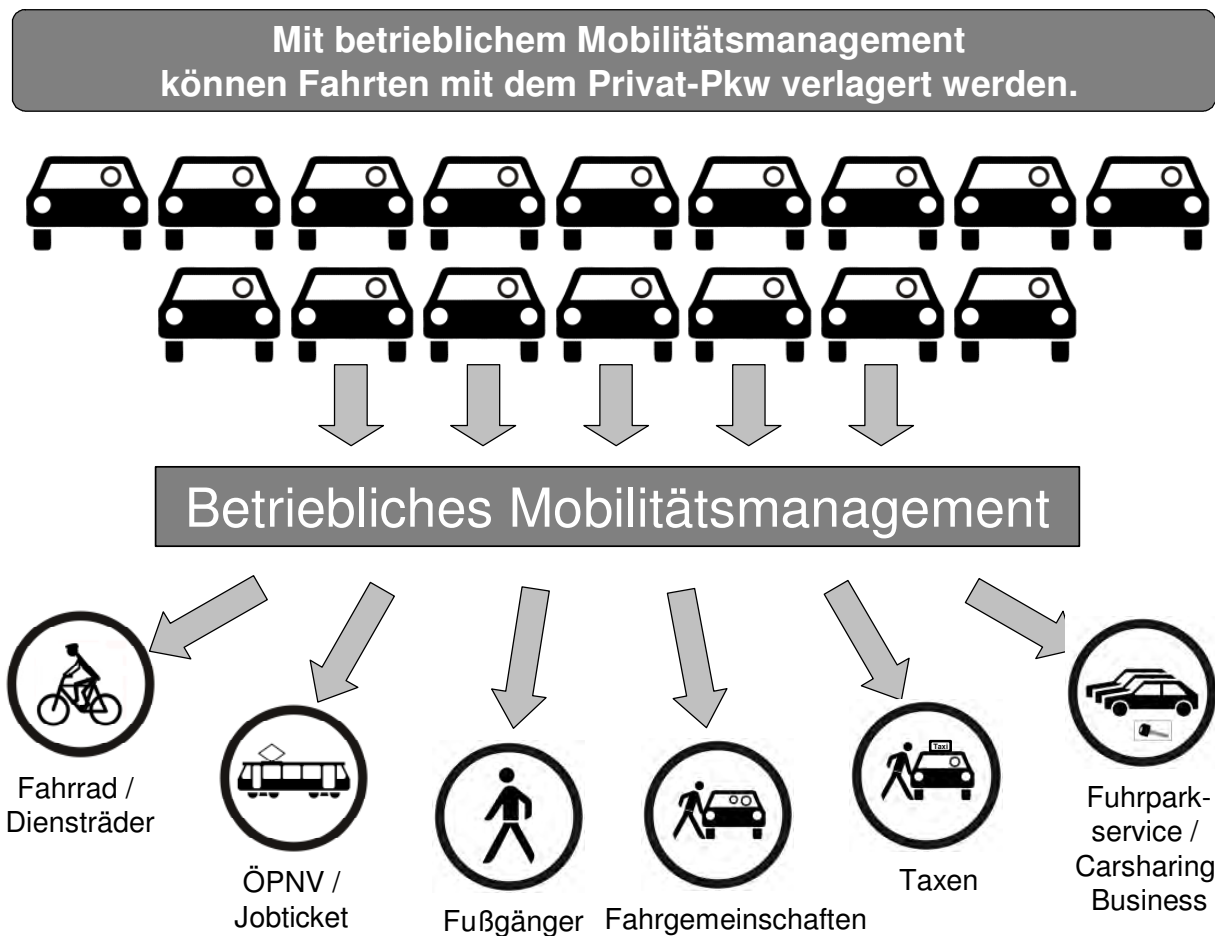 Mit betrieblichem Mobilitätsmanagement
können Fahrten mit dem Privat-Pkw verlagert werden.
Betriebliches Mobilitätsmanagement
Fahrrad /
Diensträder
ÖPNV /
Jobticket
Fußgänger
Fahrgemeinschaften
Taxi
Taxen
Fuhrpark-
service /
Carsharing
Business